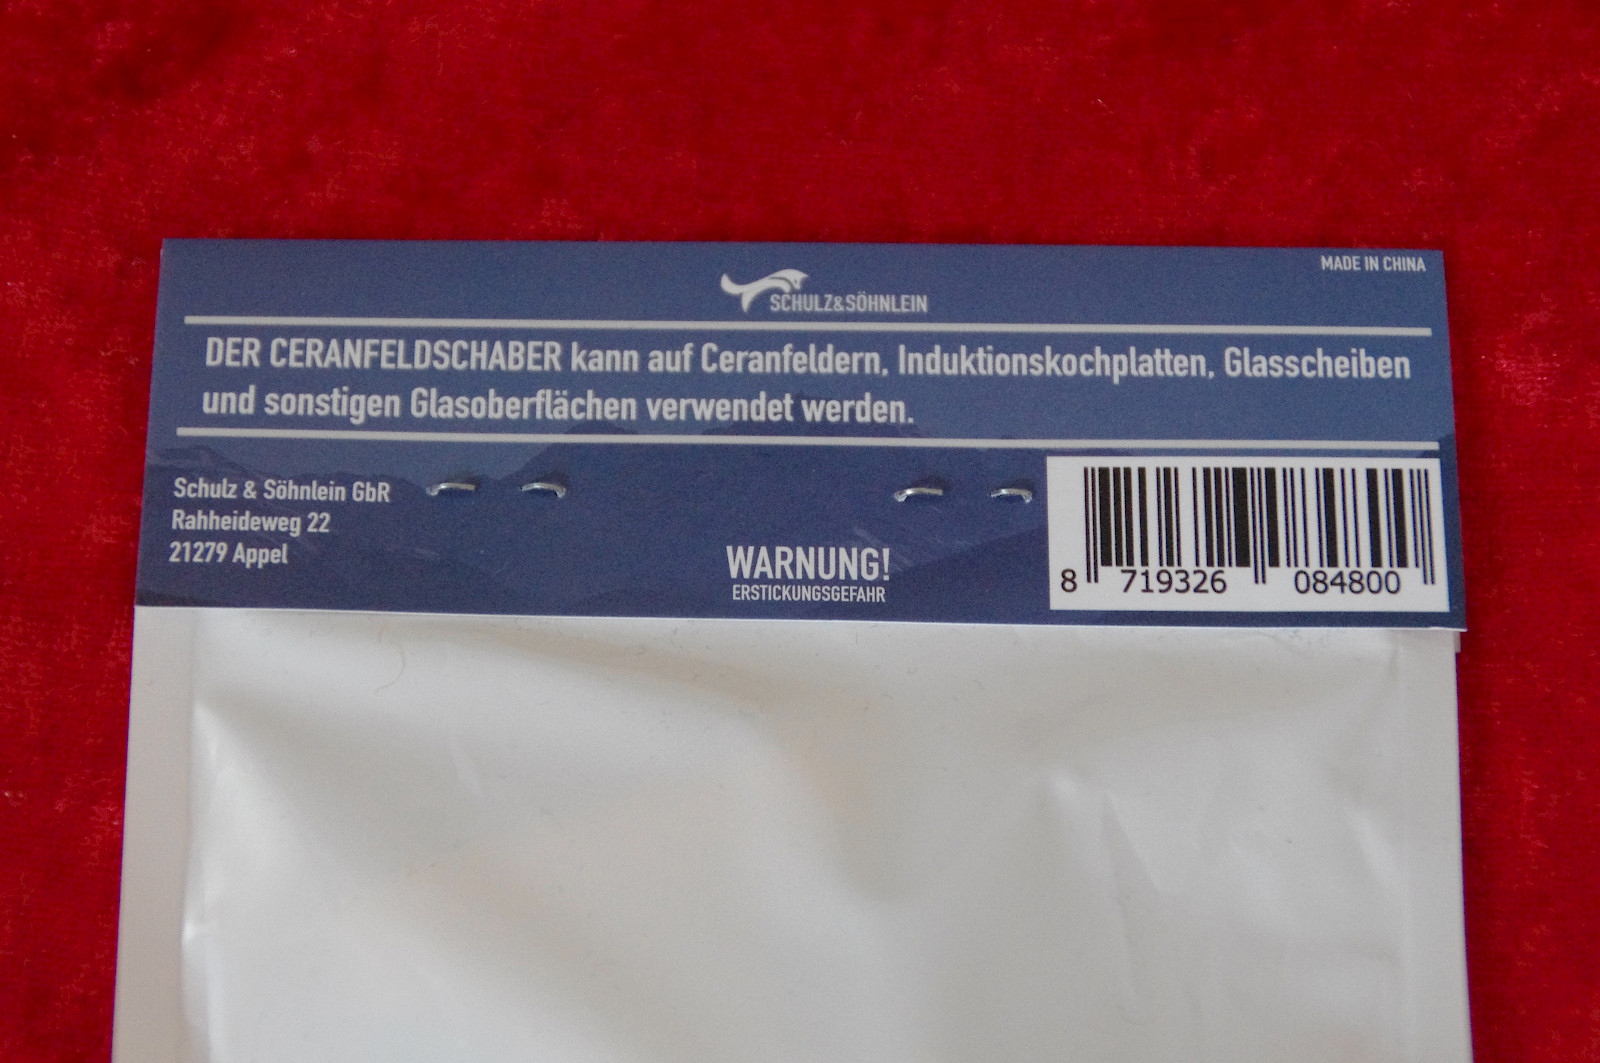 MADE IN CHINA
SCHULZ&SÖHNLEIN
DER CERANFELDSCHABER kann auf Ceranfeldern, Induktionskochplatten, Glasscheiben
und sonstigen Glasoberflächen verwendet werden.
Schulz & Söhnlein GbR
Rahheideweg 22
21279 Appel
WARNUNG!
ERSTICKUNGSGEFAHR
8 719326 084800